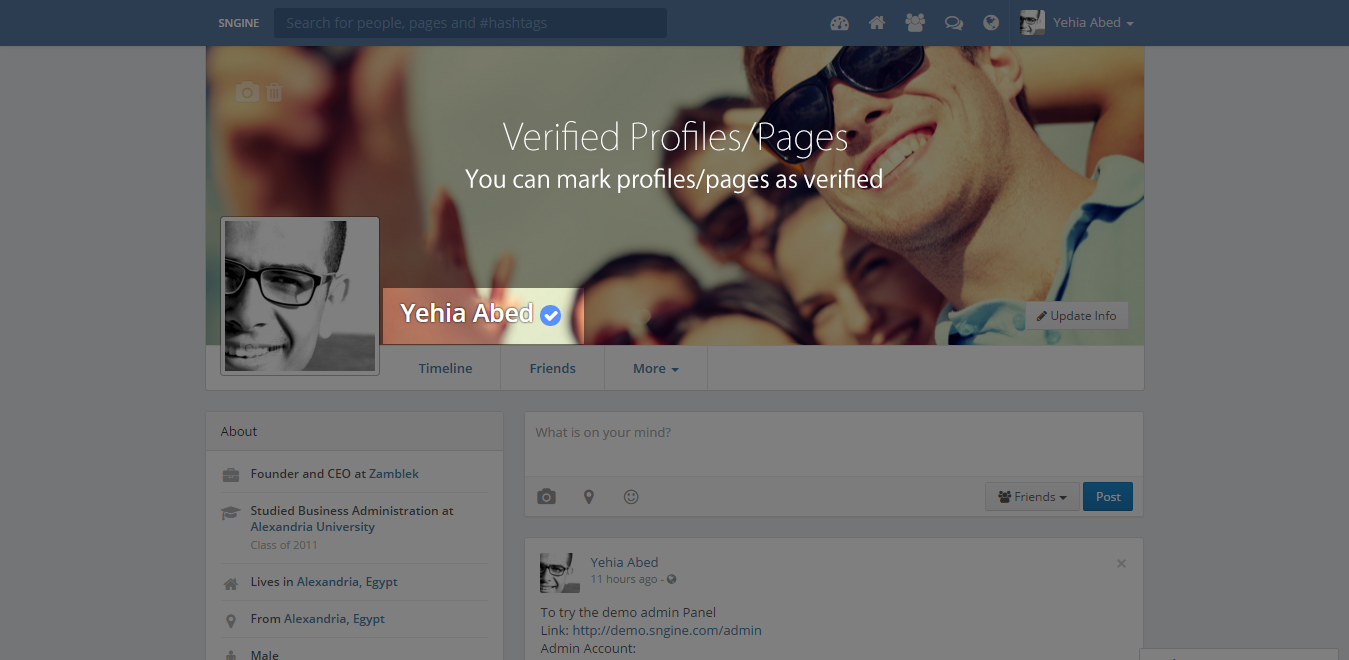 SNGINE
Search for people, pages and #hashtags
Yehia Abed
Verified Profiles/Pages
You can mark profiles/pages as verified
Yehia Abed
Update Info
Timeline
Friends
More
About
Founder and CEO at Zamblek
Studied Business Administration at
Alexandria University
Class of 2011
Lives in Alexandria, Egypt
From Alexandria, Egypt
Male
What is on your mind?
Friends
Post
Yehia Abed
11 hours ago -
To try the demo admin Panel
Link: http://demo.sngine.com/admin
Admin Account: